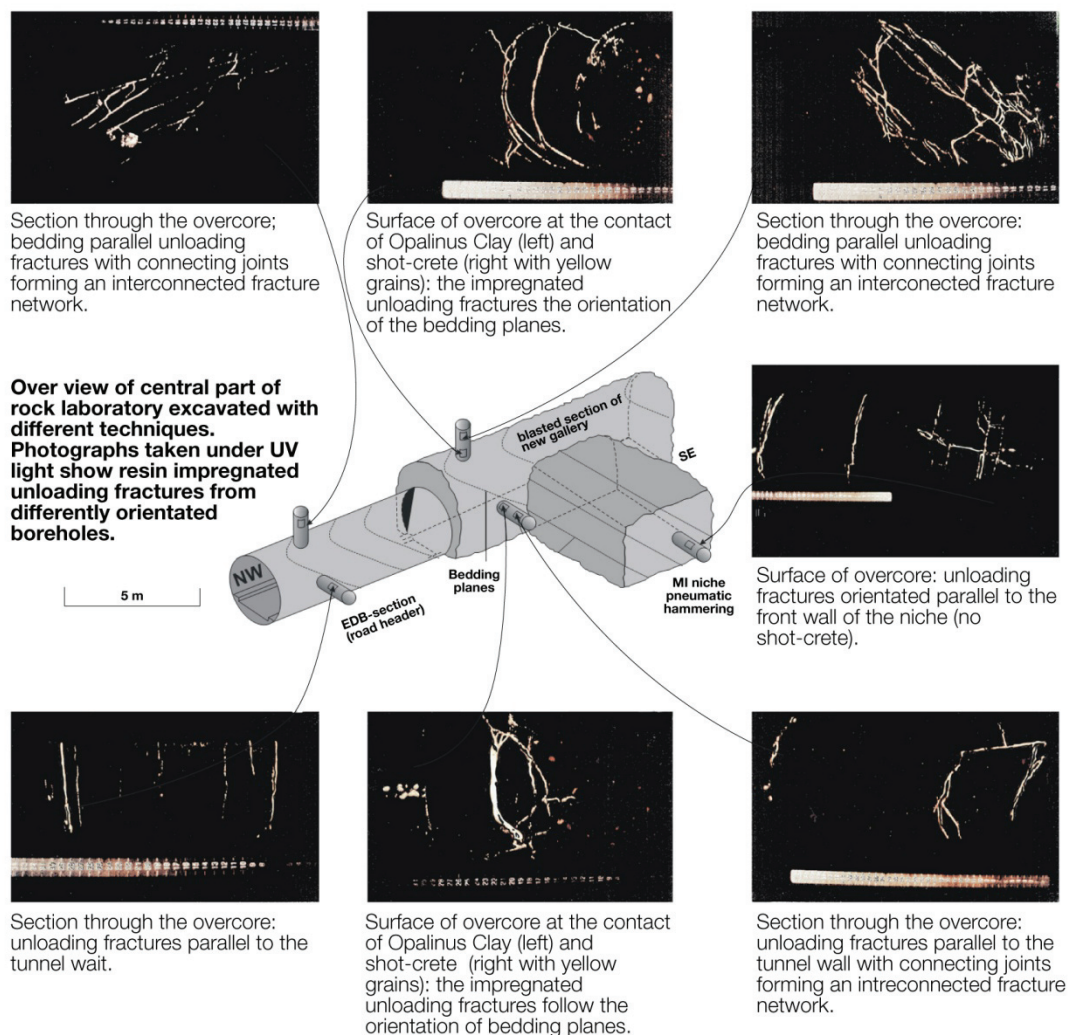 Section through the overcore;
bedding parallel unloading
fractures with connecting joints
forming an interconnected fracture
network.
Surface of overcore at the contact
of Opalinus Clay (left) and
shot-crete (right with yellow
grains): the impregnated
unloading fractures the orientation
of the bedding planes.
Section through the overcore:
bedding parallel unloading
fractures with connecting joints
forming an interconected fracture
network.
Over view of central part of
rock laboratory excavated with
different techniques.
Photographs taken under UV
light show resin impregnated
unloading fractures from
differently orientated
boreholes.
5 m
NW
EDB-section
(road header)
Bedding
planes
blasted section of
new gallery
SE
MI niche
pneumatic
hammering
Surface of overcore: unloading
fractures orientated parallel to the
front wall of the niche (no
shot-crete).
Section through the overcore:
unloading fractures parallel to the
tunnel wait.
Surface of overcore at the contact
of Opalinus Clay (left) and
shot-crete (right with yellow
grains): the impregnated
unloading fractures follow the
orientation of bedding planes.
Section through the overcore:
unloading fractures parallel to the
tunnel wall with connecting joints
forming an intreconnected fracture
network.